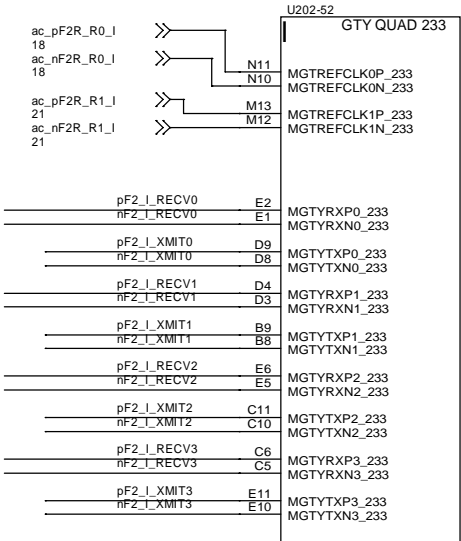 U202-52
GTY QUAD 233
ac_pF2R_R0_I
18
ac_nF2R_R0_I
18
N11 MGTREFCLK0P_233
N10 MGTREFCLK0N_233
ac_pF2R_R1_I
21
ac_nF2R_R1_I
21
M13 MGTREFCLK1P_233
M12 MGTREFCLK1N_233
pF2_I_RECV0 E2 MGTYRXP0_233
nF2_I_RECV0 E1 MGTYRXN0_233
pF2_I_XMIT0 D9 MGTYTXP0_233
nF2_I_XMIT0 D8 MGTYTXN0_233
pF2_I_RECV1 D4 MGTYRXP1_233
nF2_I_RECV1 D3 MGTYRXN1_233
pF2_I_XMIT1 B9 MGTYTXP1_233
nF2_I_XMIT1 B8 MGTYTXN1_233
pF2_I_RECV2 E6 MGTYRXP2_233
nF2_I_RECV2 E5 MGTYRXN2_233
pF2_I_XMIT2 C11 MGTYTXP2_233
nF2_I_XMIT2 C10 MGTYTXN2_233
pF2_I_RECV3 C6 MGTYRXP3_233
nF2_I_RECV3 C5 MGTYRXN3_233
pF2_I_XMIT3 E11 MGTYTXP3_233
nF2_I_XMIT3 E10 MGTYTXN3_233